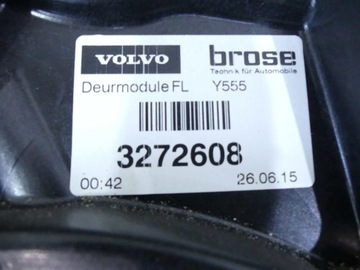 VOLVO
brose
Technik für Automobile
Deurmodule FL Y555
3272608
00:42 26.06.15